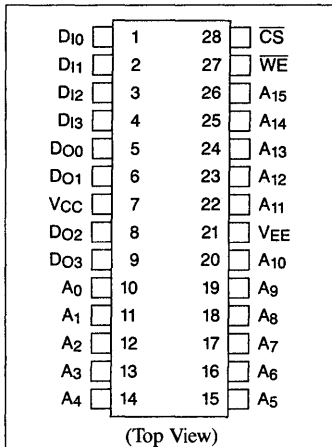 DI0 1 28 CS
DI1 2 27 WE
DI2 3 26 A15
DI3 4 25 A14
DO0 5 24 A13
DO1 6 23 A12
VCC 7 22 A11
DO2 8 21 VEE
DO3 9 20 A10
A0 10 19 A9
A1 11 18 A8
A2 12 17 A7
A3 13 16 A6
A4 14 15 A5
(Top View)